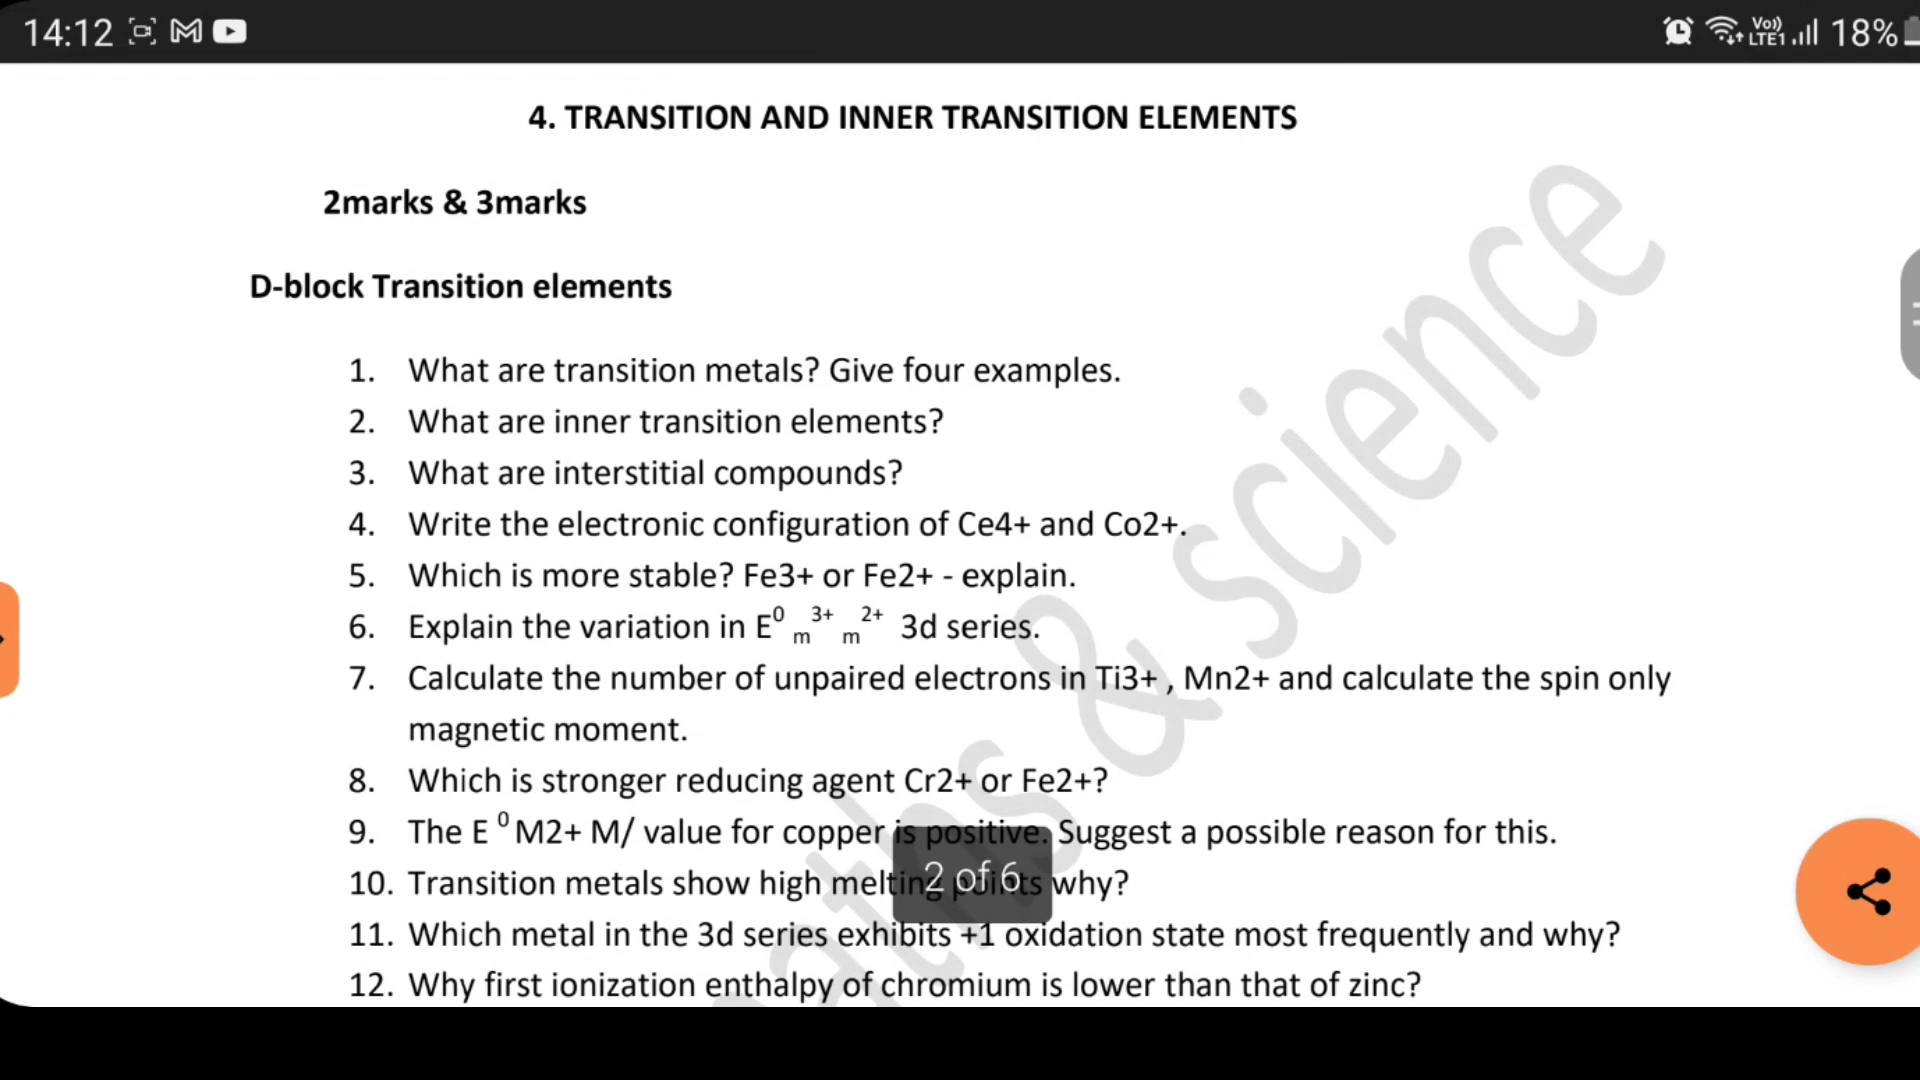 14:12
Vo))
LTE1
18%
4. TRANSITION AND INNER TRANSITION ELEMENTS
2marks & 3marks
D-block Transition elements
1. What are transition metals? Give four examples.
2. What are inner transition elements?
3. What are interstitial compounds?
4. Write the electronic configuration of Ce4+ and Co2+.
5. Which is more stable? Fe3+ or Fe2+ - explain.
6. Explain the variation in E⁰ m³⁺ m²⁺ 3d series.
7. Calculate the number of unpaired electrons in Ti3+ , Mn2+ and calculate the spin only
magnetic moment.
8. Which is stronger reducing agent Cr2+ or Fe2+?
9. The E ⁰ M2+ M/ value for copper is positive. Suggest a possible reason for this.
10. Transition metals show high melting points why?
2 of 6
11. Which metal in the 3d series exhibits +1 oxidation state most frequently and why?
12. Why first ionization enthalpy of chromium is lower than that of zinc?
aths & science